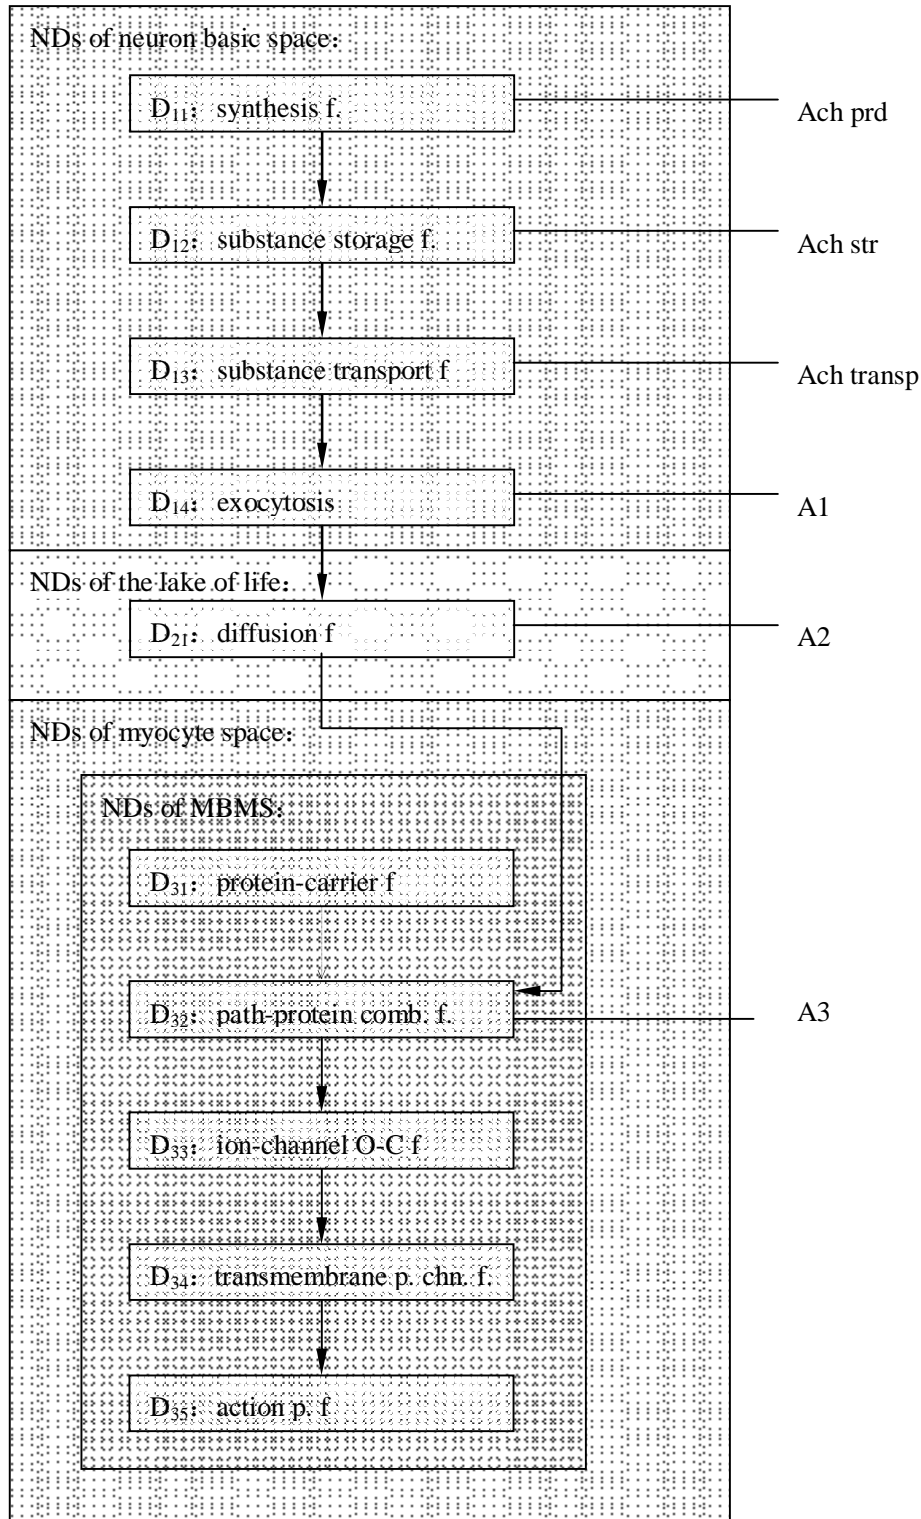 NDs of neuron basic space：
D₁₁：synthesis f.
Ach prd
D₁₂：substance storage f.
Ach str
D₁₃：substance transport f
Ach transp
D₁₄：exocytosis
A1
NDs of the lake of life：
D₂₁：diffusion f
A2
NDs of myocyte space：
NDs of MBMS：
D₃₁：protein-carrier f
D₃₂：path-protein comb. f.
A3
D₃₃：ion-channel O-C f
D₃₄：transmembrane p. chn. f.
D₃₅：action p. f